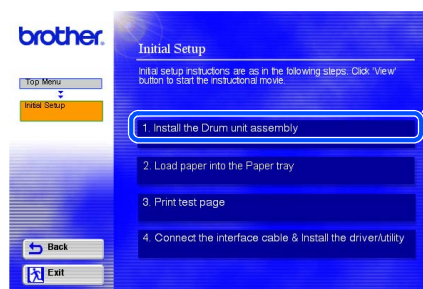 brother.
Top Menu
Initial Setup
Back
Exit
Initial Setup
Initial setup instructions are as in the following steps. Click 'View'
button to start the instructional movie.
1. Install the Drum unit assembly
2. Load paper into the Paper tray
3. Print test page
4. Connect the interface cable & Install the driver/utility